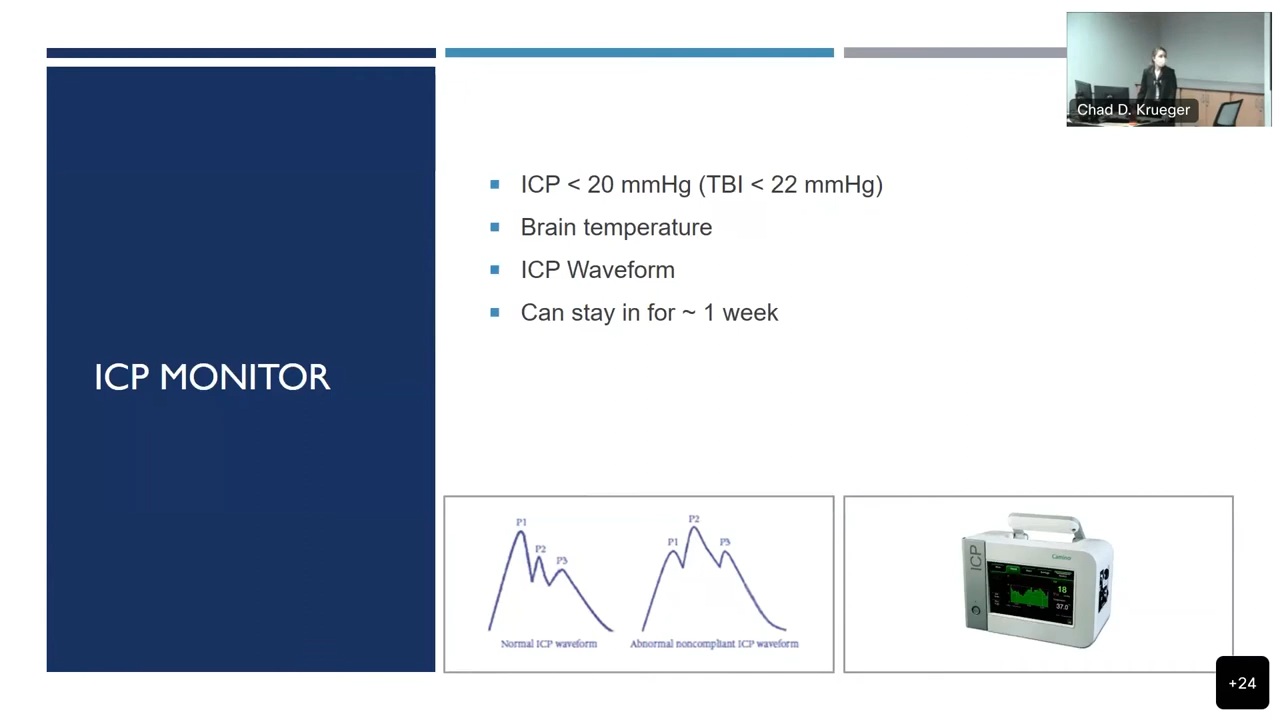 Chad D. Krueger
ICP MONITOR
ICP < 20 mmHg (TBI < 22 mmHg)
Brain temperature
ICP Waveform
Can stay in for ~ 1 week
P1
P2
P3
Normal ICP waveform
P1
P2
P3
Abnormal noncompliant ICP waveform
ICP
Camino
18
37.0
+24